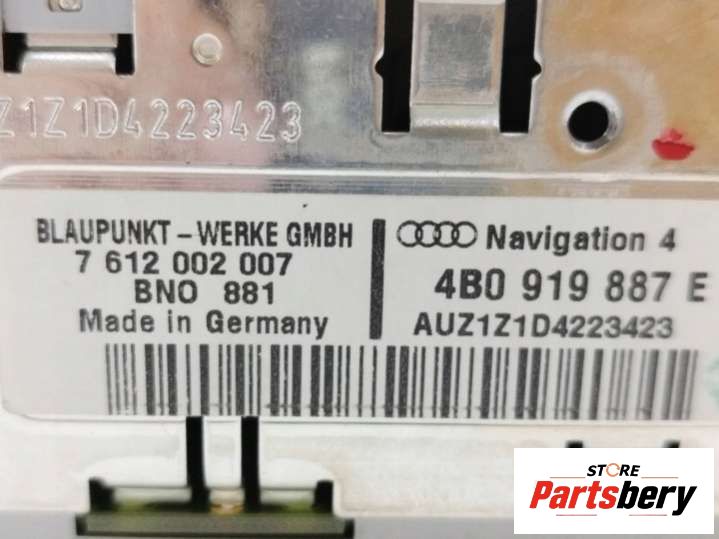 Z1Z1D4223423
BLAUPUNKT - WERKE GMBH
7 612 002 007
BNO 881
Made in Germany
Navigation 4
4B0 919 887 E
AUZ1Z1D4223423
STORE
Partsbery